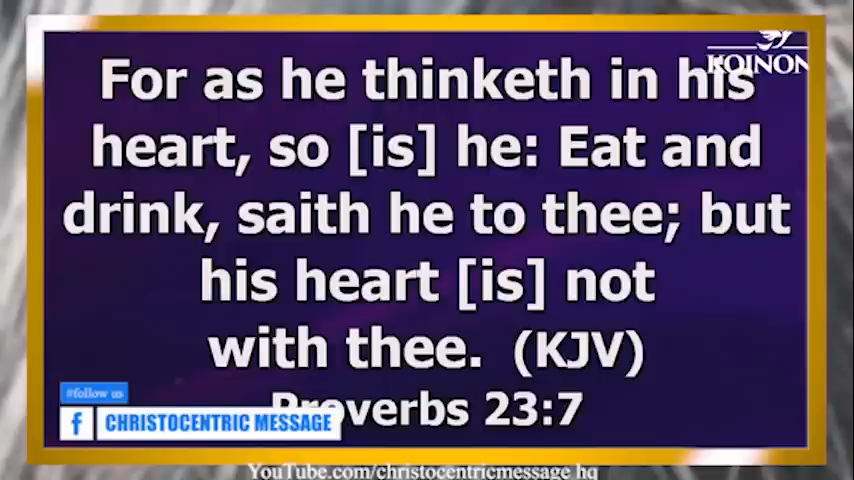 KOINON
For as he thinketh in his
heart, so [is] he: Eat and
drink, saith he to thee; but
his heart [is] not
with thee. (KJV)
Proverbs 23:7
#follow us
f CHRISTOCENTRIC MESSAGE
YouTube.com/christocentricmessage hq